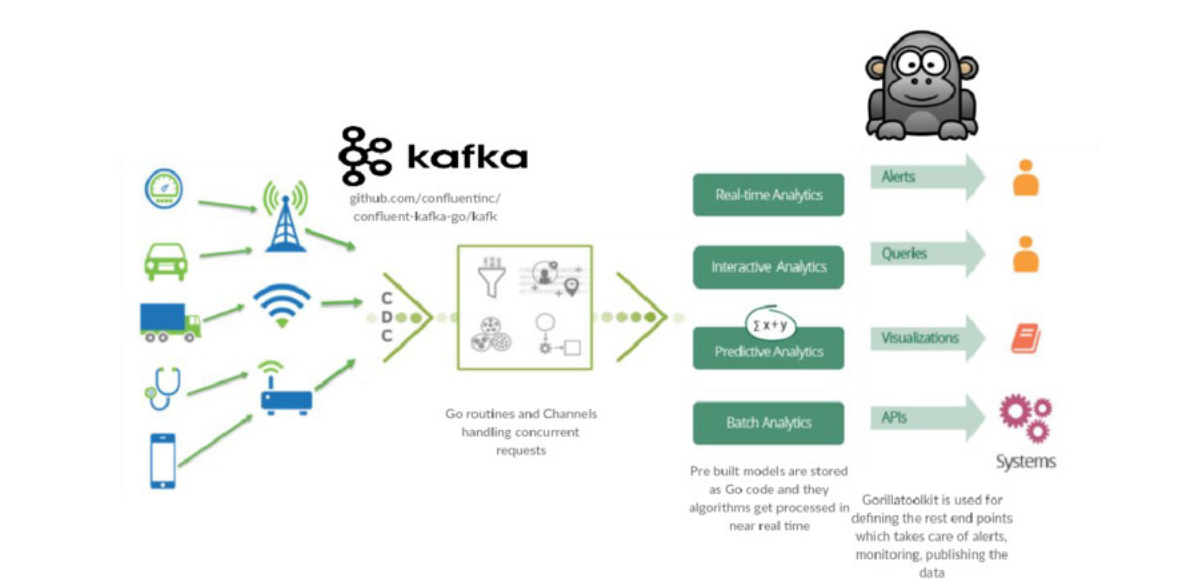 kafka
github.com/confluentinc/
confluent-kafka-go/kafk
C
D
C
Go routines and Channels
handling concurrent
requests
Real-time Analytics
Interactive Analytics
∑ x+y
Predictive Analytics
Batch Analytics
Pre built models are stored
as Go code and they
algorithms get processed in
near real time
Alerts
Queries
Visualizations
APIs
Systems
Gorillatoolkit is used for
defining the rest end points
which takes care of alerts,
monitoring, publishing the
data